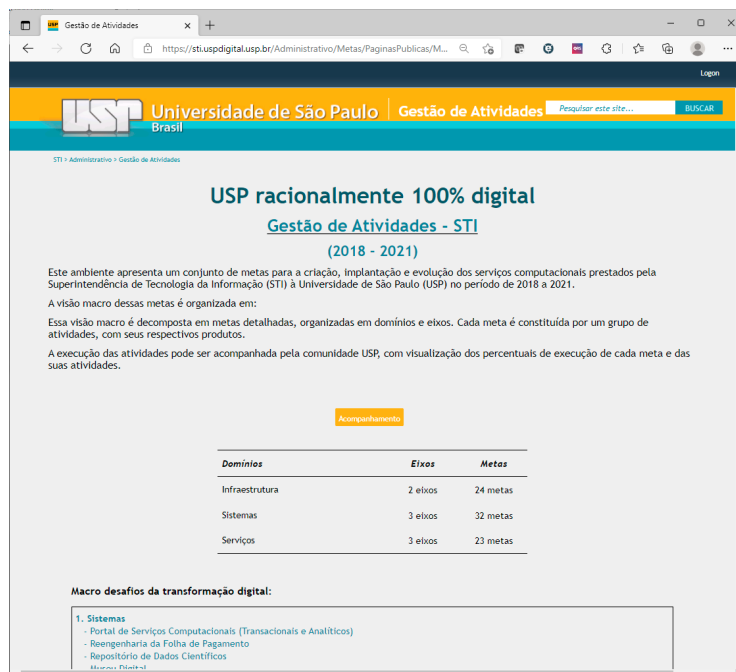 Gestão de Atividades
https://sti.uspdigital.usp.br/Administrativo/Metas/PaginasPublicas/M...
Logon
USP Universidade de São Paulo Gestão de Atividades Pesquisar este site... BUSCAR
Brasil
STI > Administrativo > Gestão de Atividades
USP racionalmente 100% digital
Gestão de Atividades - STI
(2018 - 2021)
Este ambiente apresenta um conjunto de metas para a criação, implantação e evolução dos serviços computacionais prestados pela
Superintendência de Tecnologia da Informação (STI) à Universidade de São Paulo (USP) no período de 2018 a 2021.
A visão macro dessas metas é organizada em:
Essa visão macro é decomposta em metas detalhadas, organizadas em domínios e eixos. Cada meta é constituída por um grupo de
atividades, com seus respectivos produtos.
A execução das atividades pode ser acompanhada pela comunidade USP, com visualização dos percentuais de execução de cada meta e das
suas atividades.
Acompanhamento
Domínios Eixos Metas
Infraestrutura 2 eixos 24 metas
Sistemas 3 eixos 32 metas
Serviços 3 eixos 23 metas
Macro desafios da transformação digital:
1. Sistemas
- Portal de Serviços Computacionais (Transacionais e Analíticos)
- Reengenharia da Folha de Pagamento
- Repositório de Dados Científicos
- Museu Digital